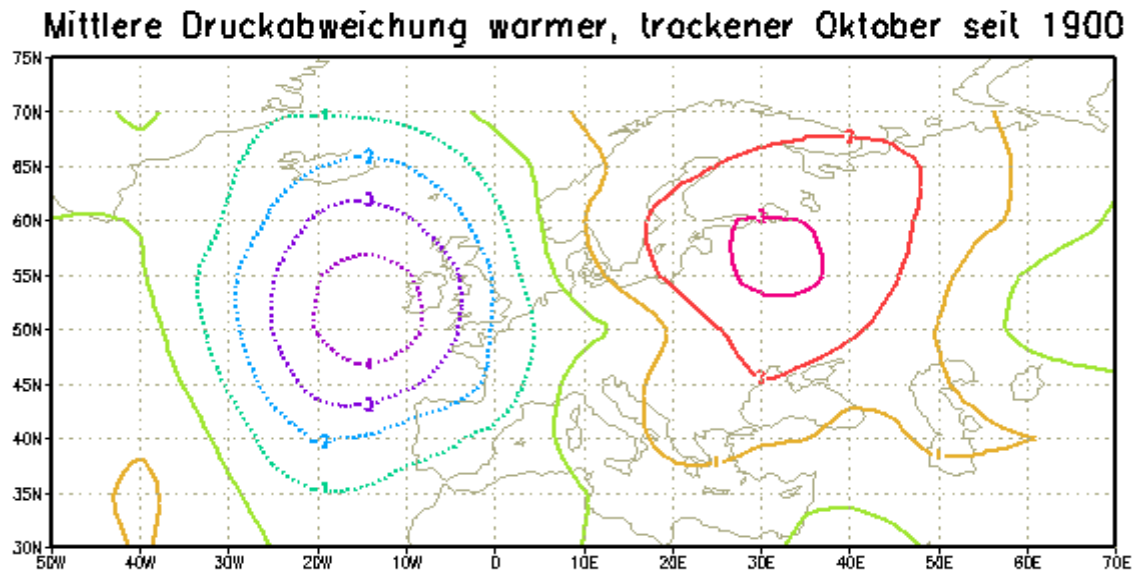 Mittlere Druckabweichung warmer, trockener Oktober seit 1900
75N
70N
65N
60N
55N
50N
45N
40N
35N
30N
50W 40W 30W 20W 10W 0 10E 20E 30E 40E 50E 60E 70E